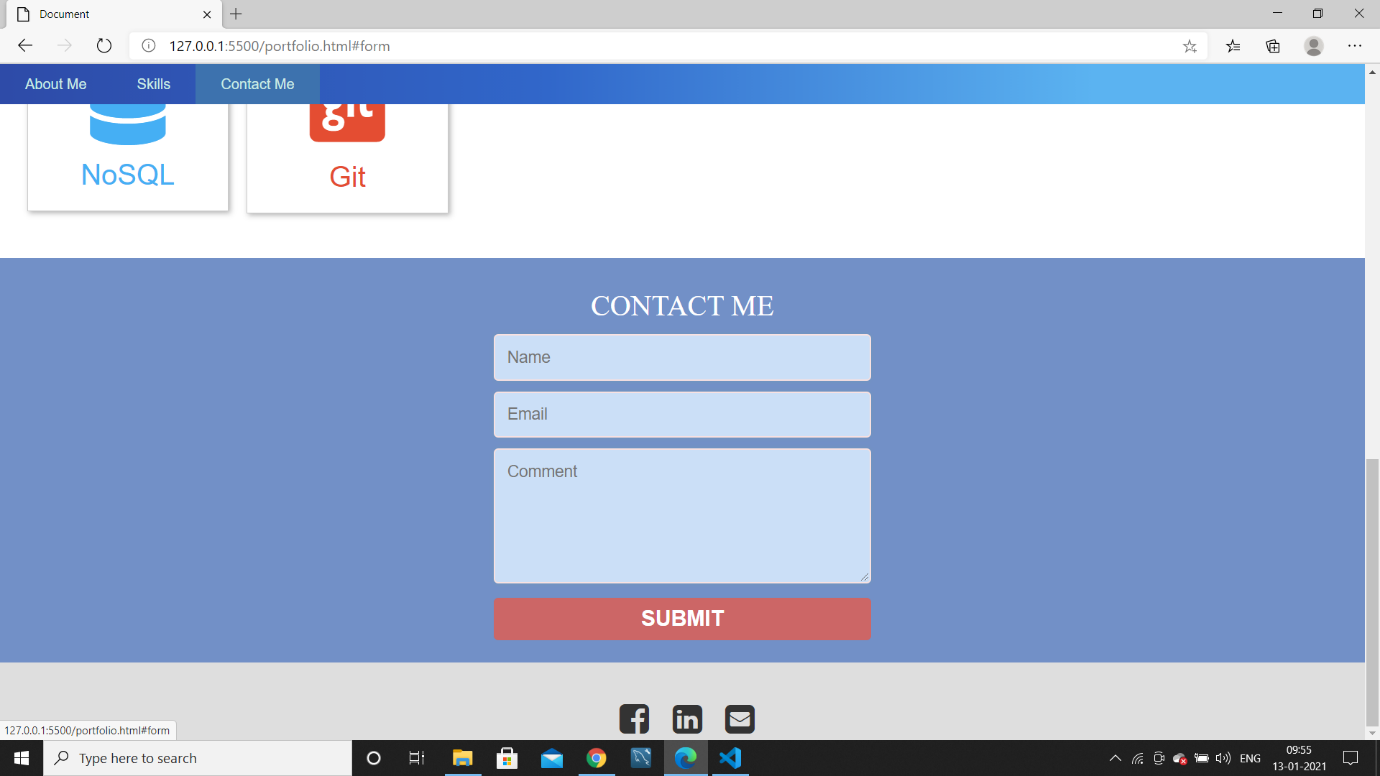 Document
127.0.0.1:5500/portfolio.html#form
About Me Skills Contact Me
git
NoSQL Git
CONTACT ME
Name
Email
Comment
SUBMIT
127.0.0.1:5500/portfolio.html#form
Type here to search
ENG 09:55
13-01-2021